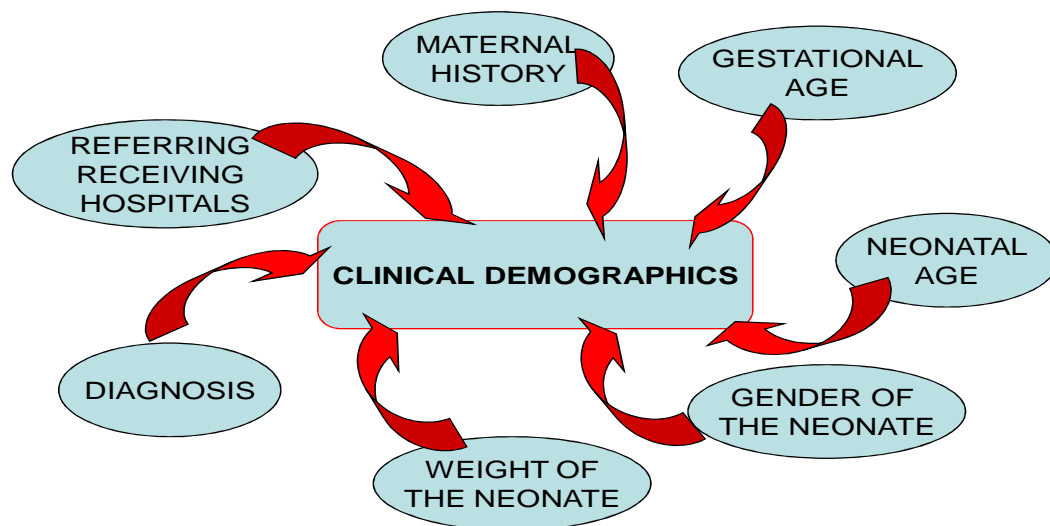 MATERNAL
HISTORY
GESTATIONAL
AGE
REFERRING
RECEIVING
HOSPITALS
CLINICAL DEMOGRAPHICS
NEONATAL
AGE
DIAGNOSIS
GENDER OF
THE NEONATE
WEIGHT OF
THE NEONATE